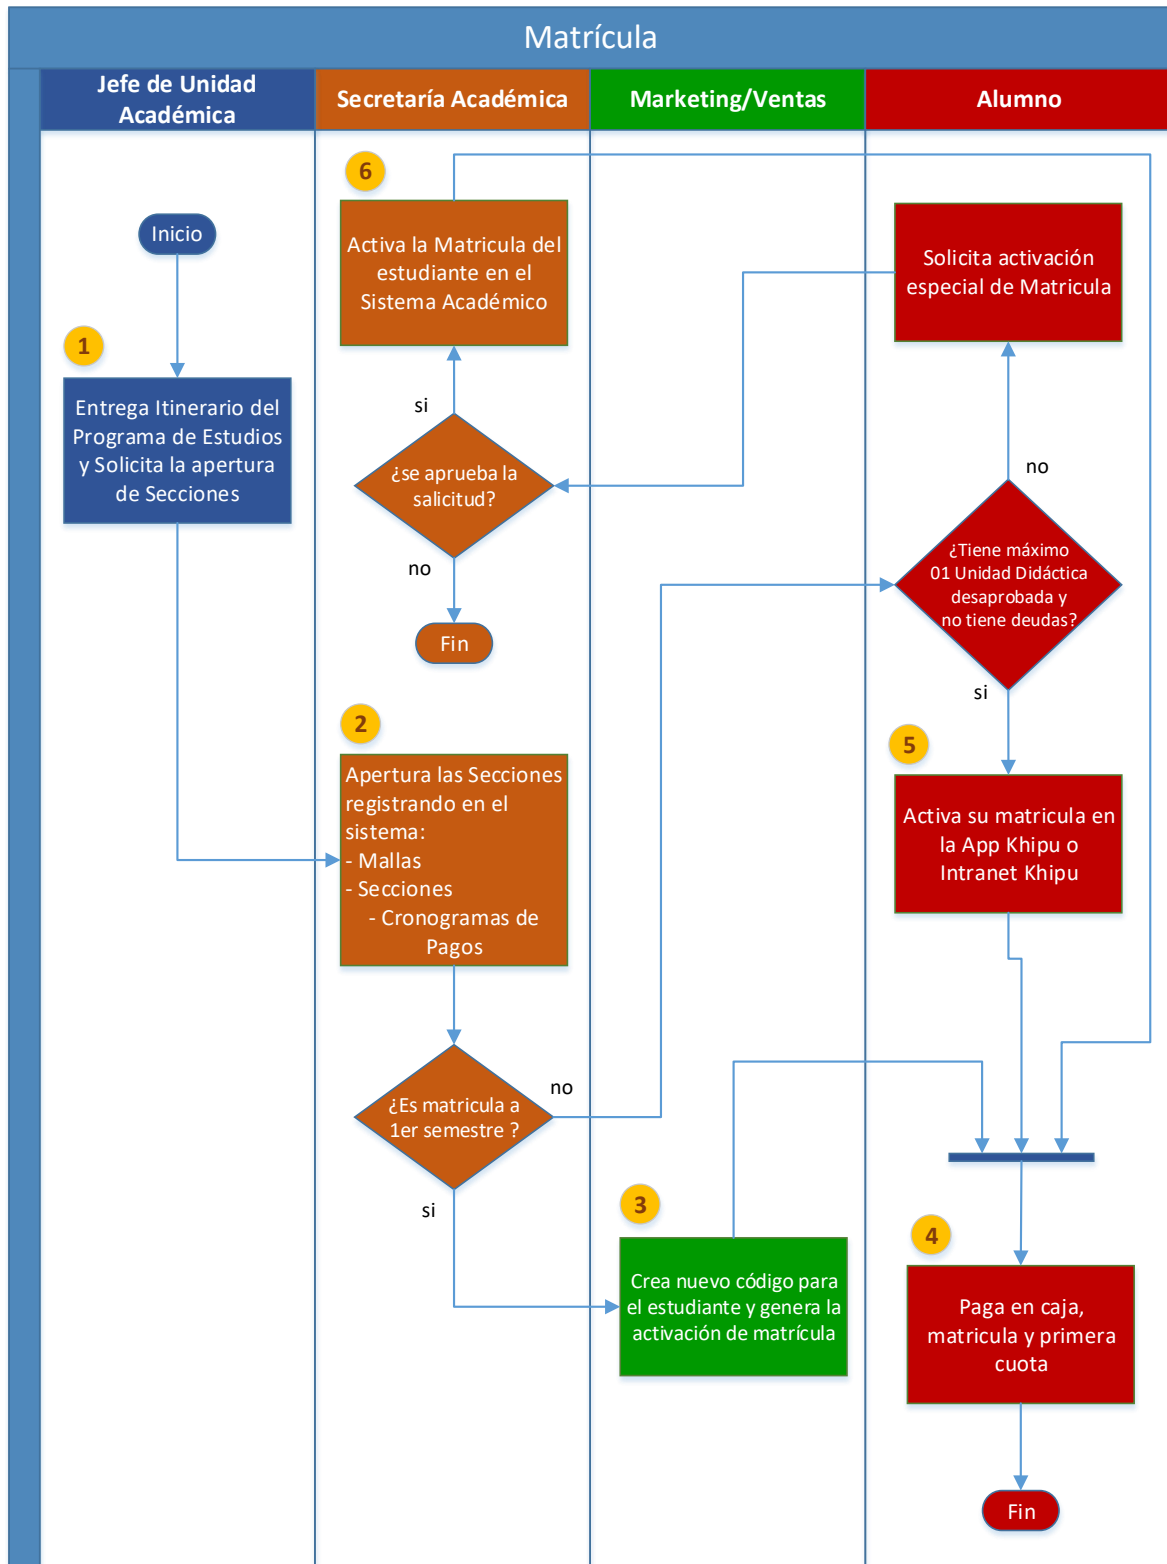 Matrícula
Jefe de Unidad
Académica
Secretaría Académica
Marketing/Ventas
Alumno
6
Inicio
Activa la Matricula del
estudiante en el
Sistema Académico
Solicita activación
especial de Matricula
1
Entrega Itinerario del
Programa de Estudios
y Solicita la apertura
de Secciones
si
¿se aprueba la
salicitud?
no
no
¿Tiene máximo
01 Unidad Didáctica
desaprobada y
no tiene deudas?
Fin
si
2
5
Apertura las Secciones
registrando en el
sistema:
- Mallas
- Secciones
- Cronogramas de
Pagos
Activa su matricula en
la App Khipu o
Intranet Khipu
¿Es matricula a
1er semestre ?
no
si
3
4
Crea nuevo código para
el estudiante y genera la
activación de matrícula
Paga en caja,
matricula y primera
cuota
Fin